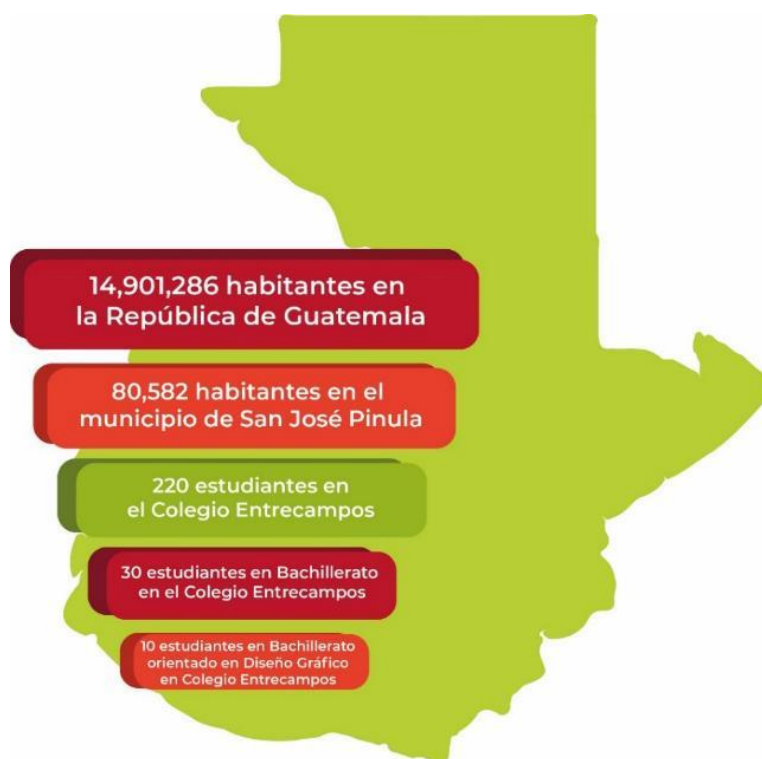 14,901,286 habitantes en
la República de Guatemala
80,582 habitantes en el
municipio de San José Pinula
220 estudiantes en
el Colegio Entrecampos
30 estudiantes en Bachillerato
en el Colegio Entrecampos
10 estudiantes en Bachillerato
orientado en Diseño Gráfico
en Colegio Entrecampos